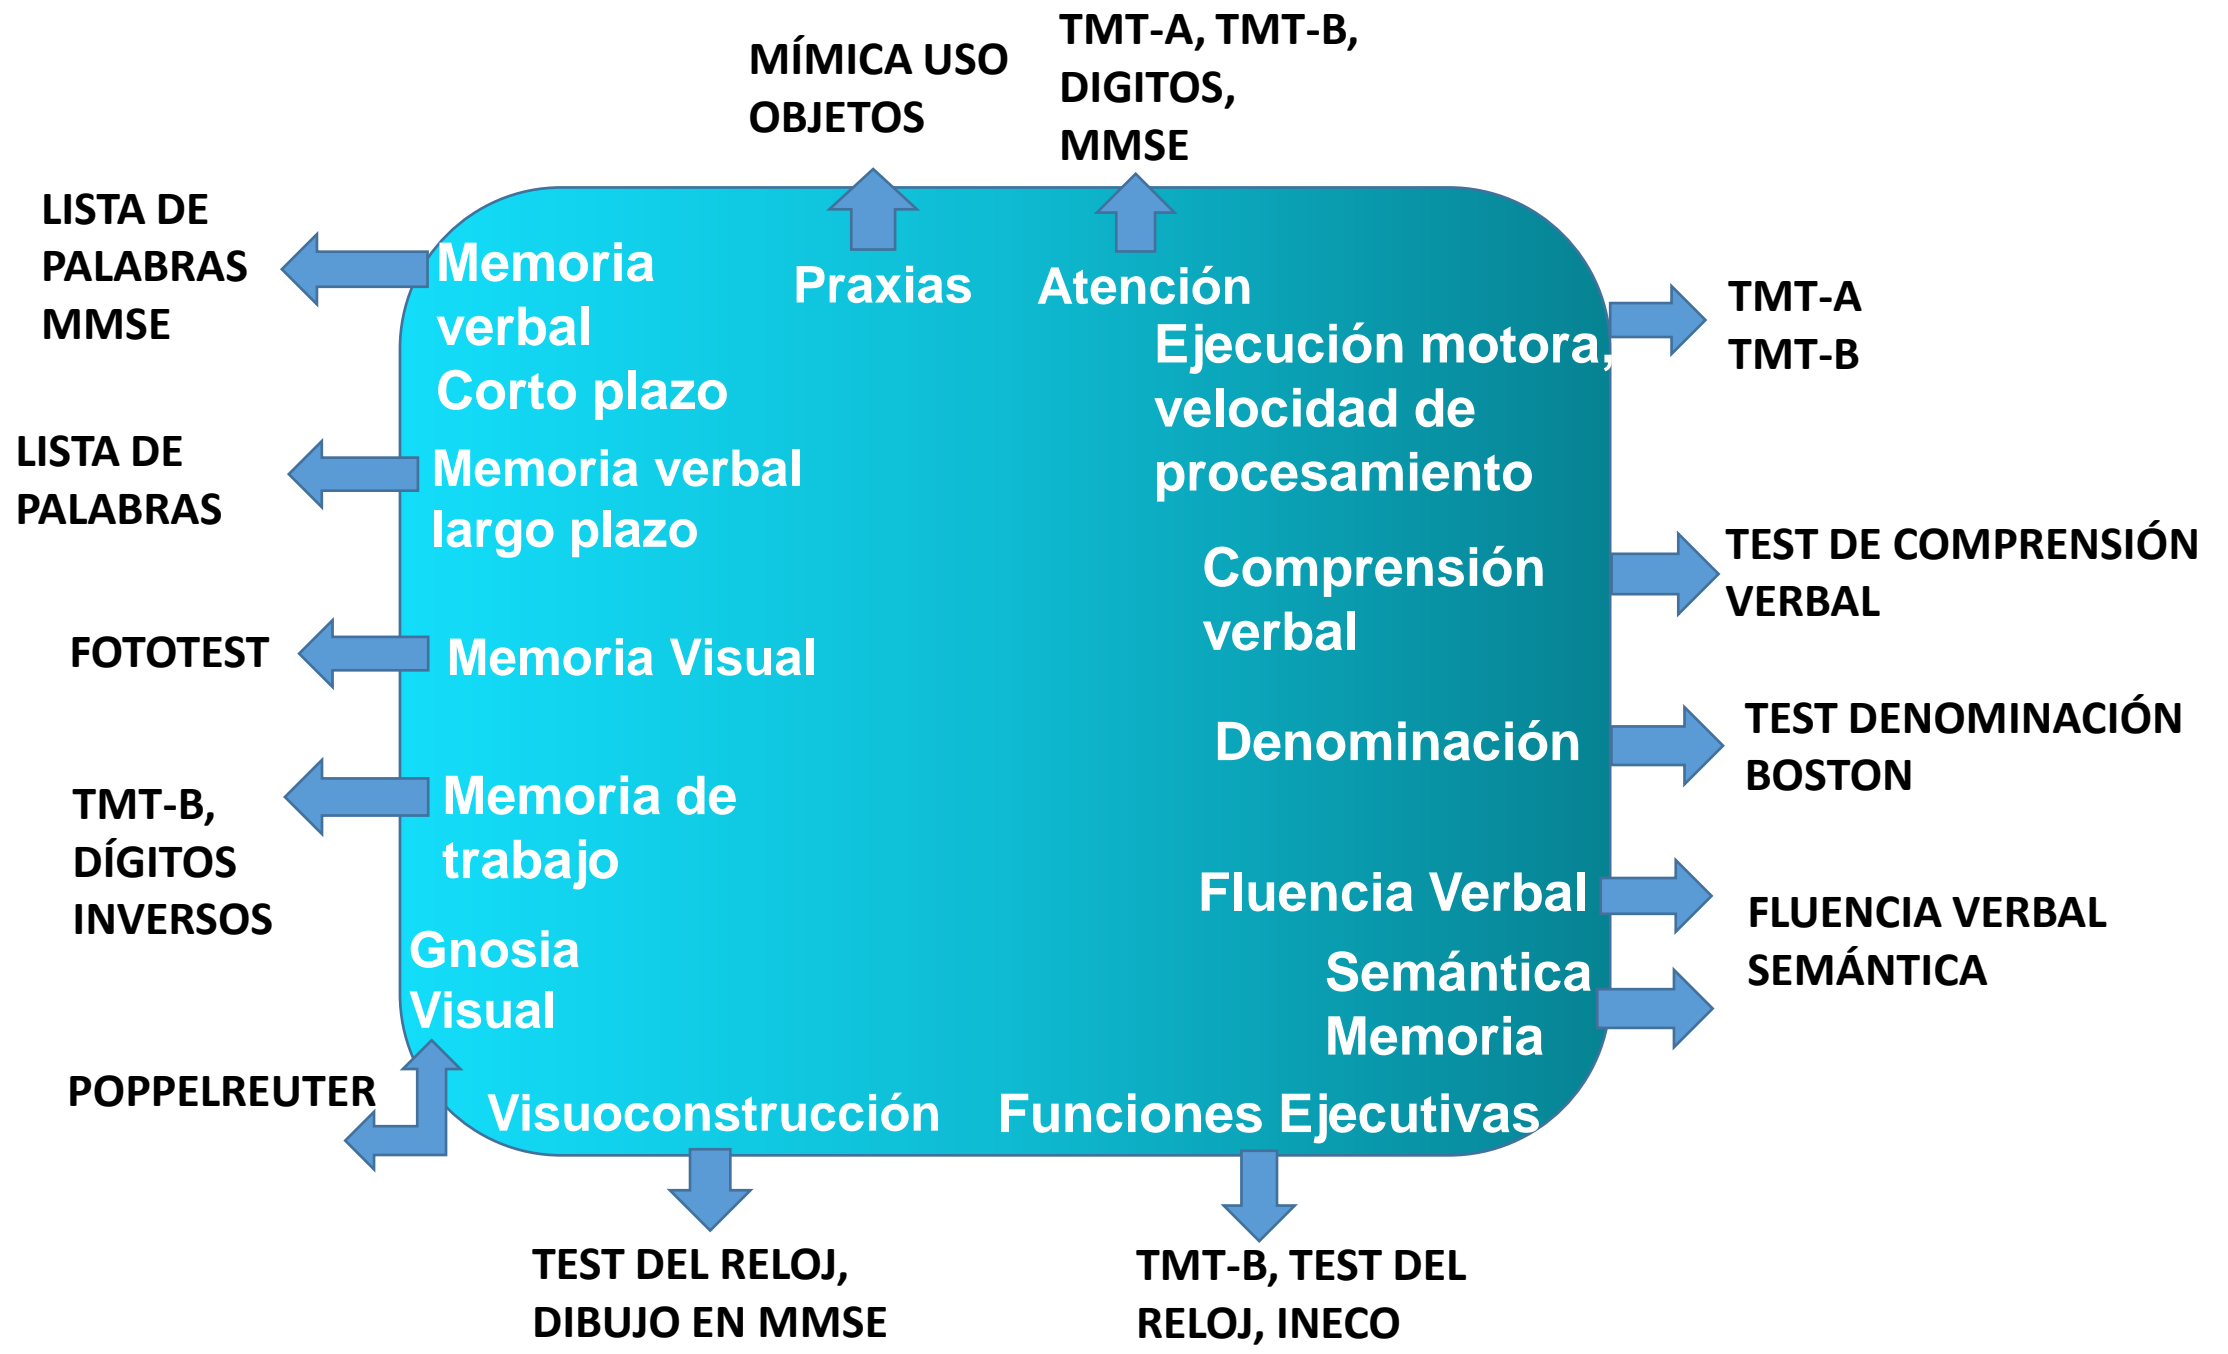 MÍMICA USO
OBJETOS
TMT-A, TMT-B,
DIGITOS,
MMSE
LISTA DE
PALABRAS
MMSE
Memoria
verbal
Corto plazo
Praxias
Atención
Ejecución motora,
velocidad de
procesamiento
TMT-A
TMT-B
LISTA DE
PALABRAS
Memoria verbal
largo plazo
Comprensión
verbal
TEST DE COMPRENSIÓN
VERBAL
FOTOTEST
Memoria Visual
Denominación
TEST DENOMINACIÓN
BOSTON
TMT-B,
DÍGITOS
INVERSOS
Memoria de
trabajo
Fluencia Verbal
FLUENCIA VERBAL
SEMÁNTICA
Gnosia
Visual
Semántica
Memoria
POPPELREUTER
Visuoconstrucción
Funciones Ejecutivas
TEST DEL RELOJ,
DIBUJO EN MMSE
TMT-B, TEST DEL
RELOJ, INECO